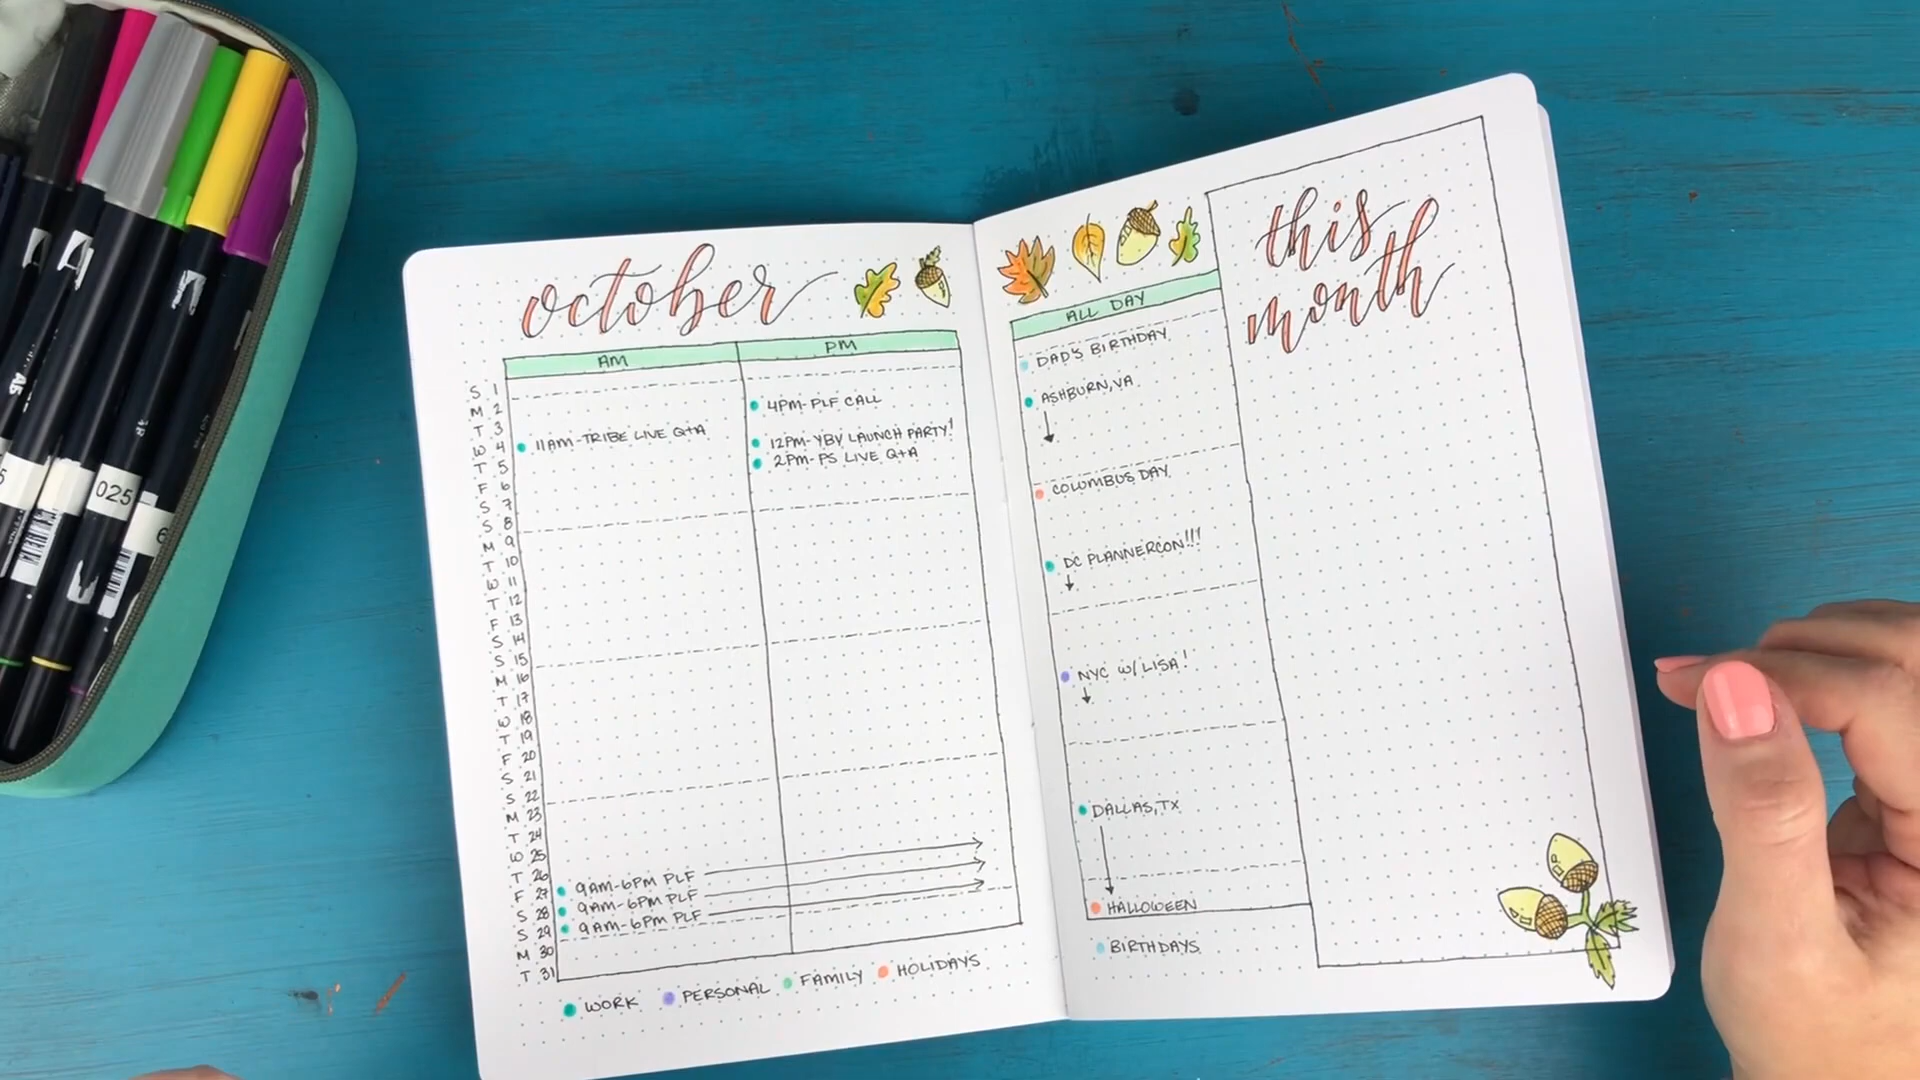 october
AM PM
S 1
M 2
T 3
W 4
T 5
F 6
S 7
S 8
M 9
T 10
W 11
T 12
F 13
S 14
S 15
M 16
T 17
W 18
T 19
F 20
S 21
S 22
M 23
T 24
W 25
T 26
F 27
S 28
S 29
M 30
T 31
11AM-TRIBE LIVE Q+A
9AM-6PM PLF
9AM-6PM PLF
9AM-6PM PLF
4PM-PLF CALL
12PM-YBV LAUNCH PARTY!
2PM-PS LIVE Q+A
WORK PERSONAL FAMILY HOLIDAYS
ALL DAY
DAD'S BIRTHDAY
ASHBURN, VA
COLUMBUS DAY
DC PLANNERCON!!!
NYC W/ LISA!
DALLAS, TX
HALLOWEEN
BIRTHDAYS
this
month
025